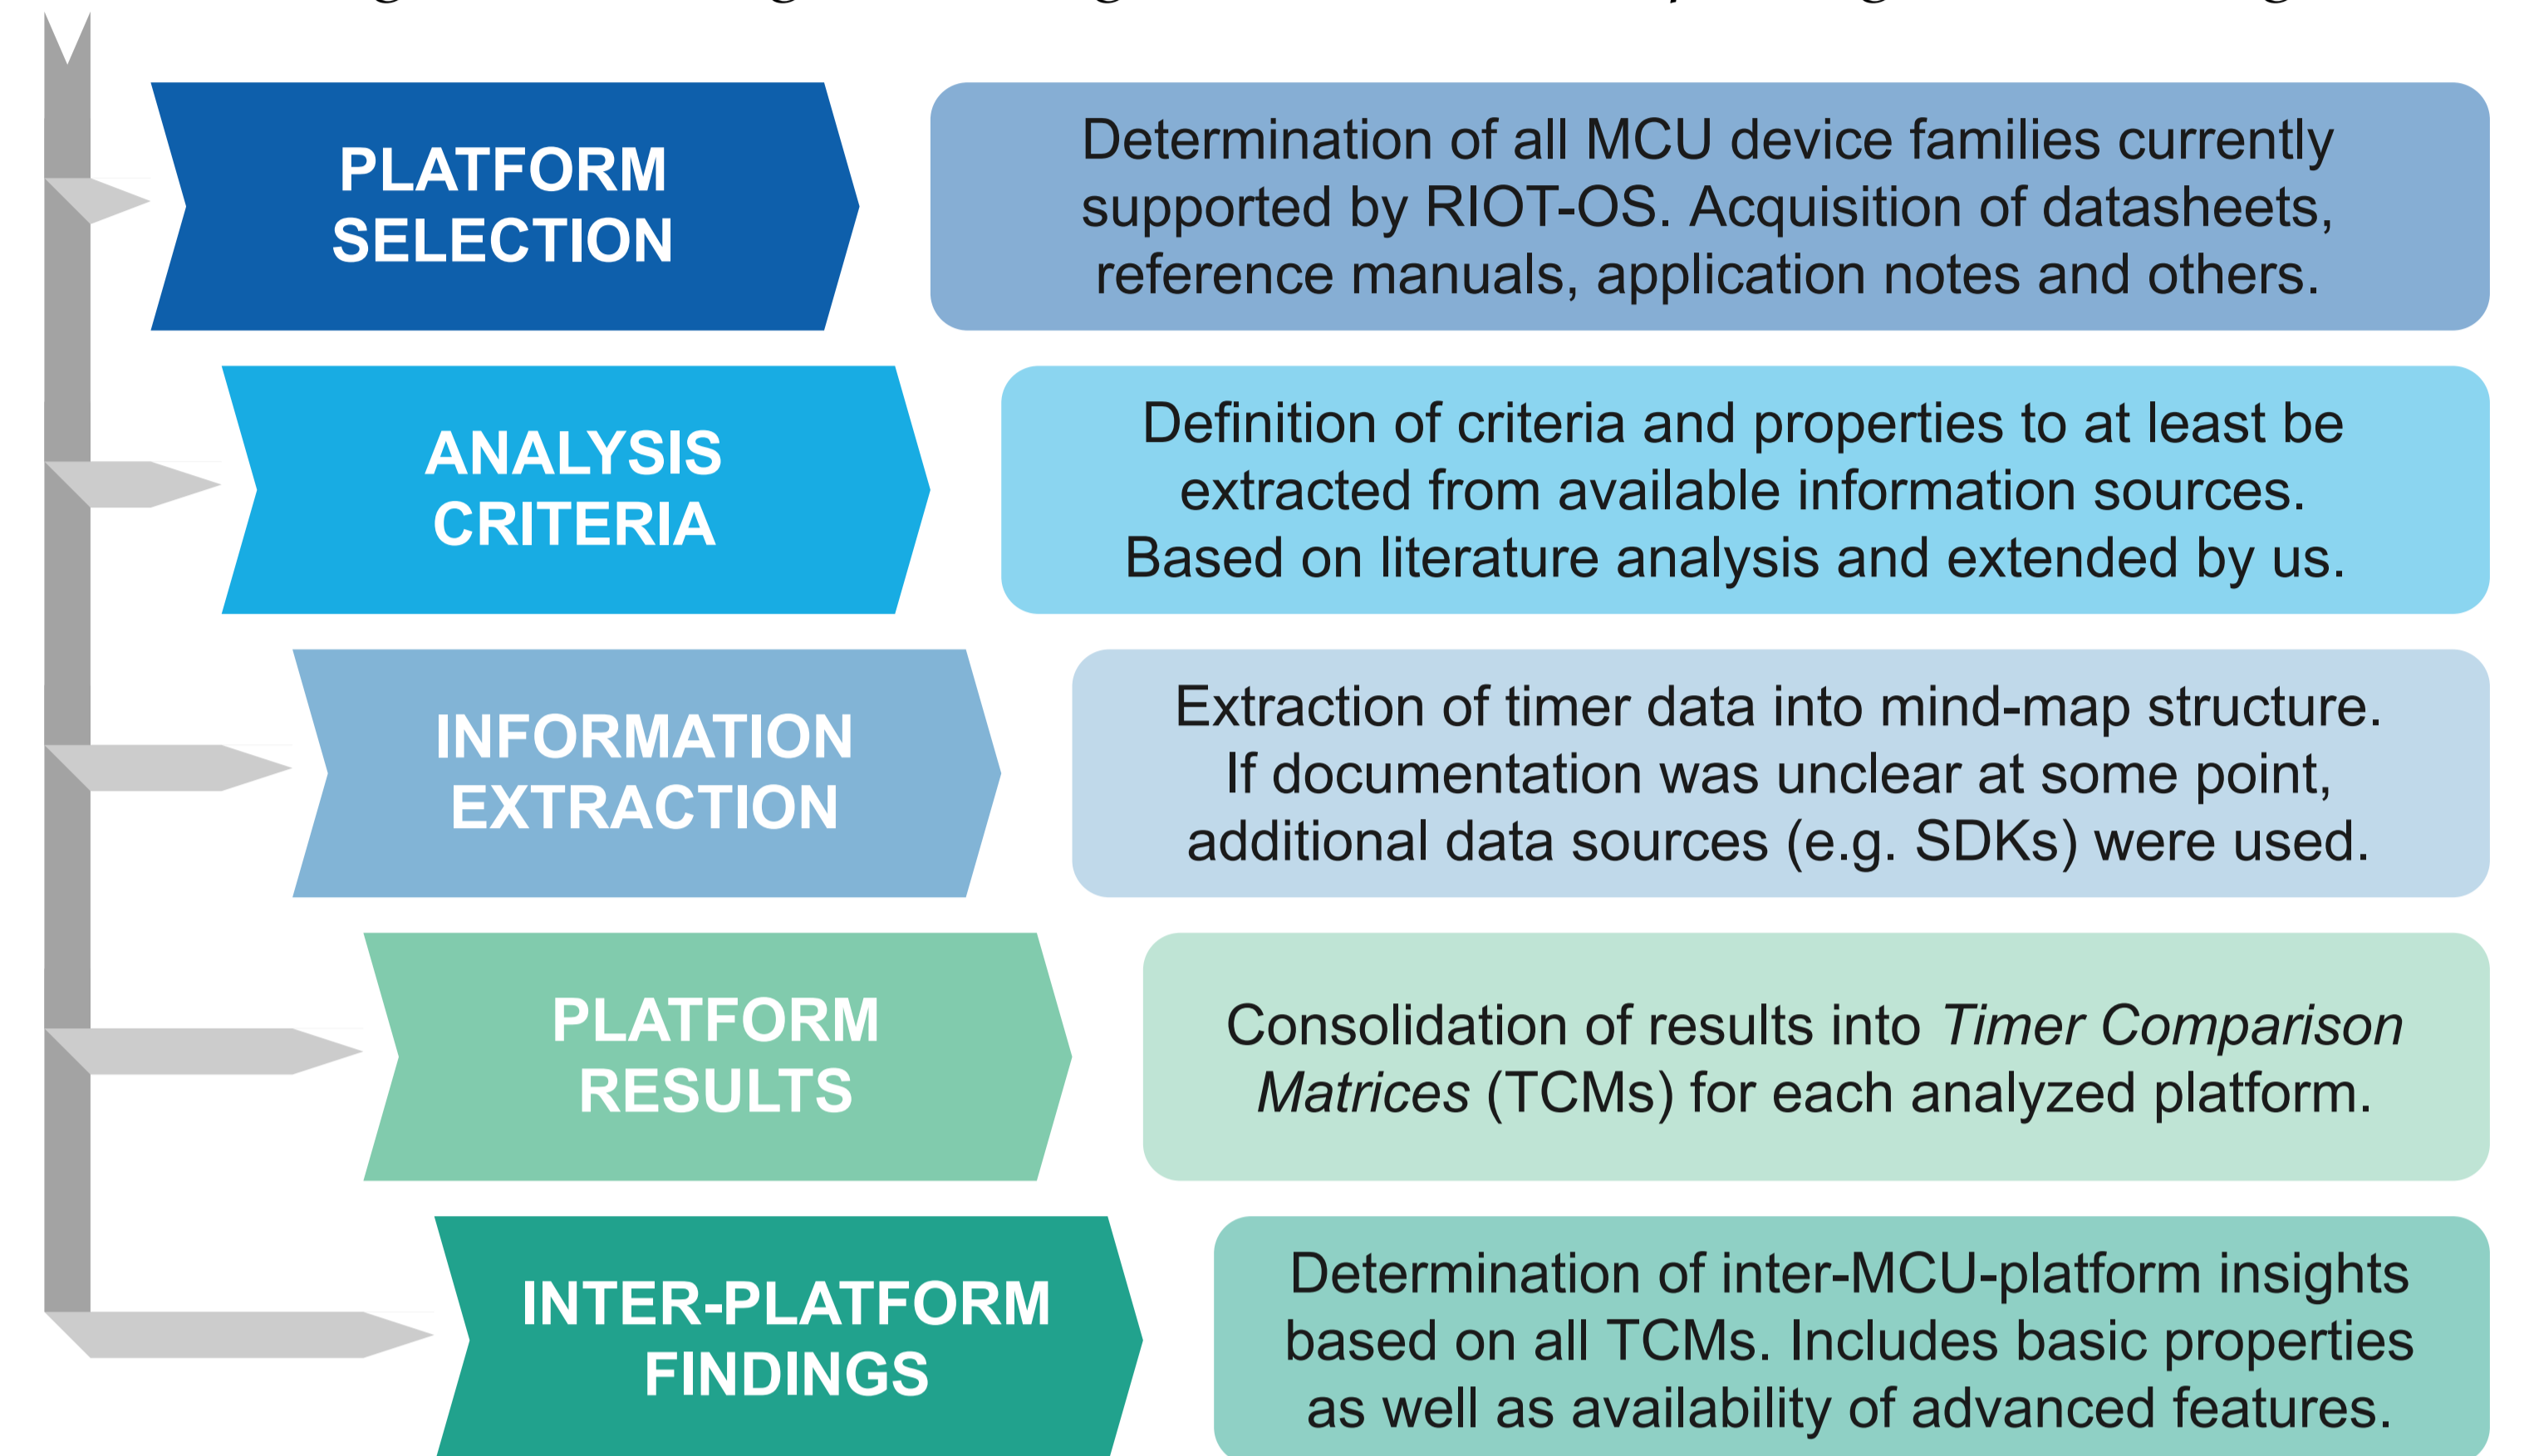 PLATFORM
SELECTION
Determination of all MCU device families currently
supported by RIOT-OS. Acquisition of datasheets,
reference manuals, application notes and others.
ANALYSIS
CRITERIA
Definition of criteria and properties to at least be
extracted from available information sources.
Based on literature analysis and extended by us.
INFORMATION
EXTRACTION
Extraction of timer data into mind-map structure.
If documentation was unclear at some point,
additional data sources (e.g. SDKs) were used.
PLATFORM
RESULTS
Consolidation of results into Timer Comparison
Matrices (TCMs) for each analyzed platform.
INTER-PLATFORM
FINDINGS
Determination of inter-MCU-platform insights
based on all TCMs. Includes basic properties
as well as availability of advanced features.